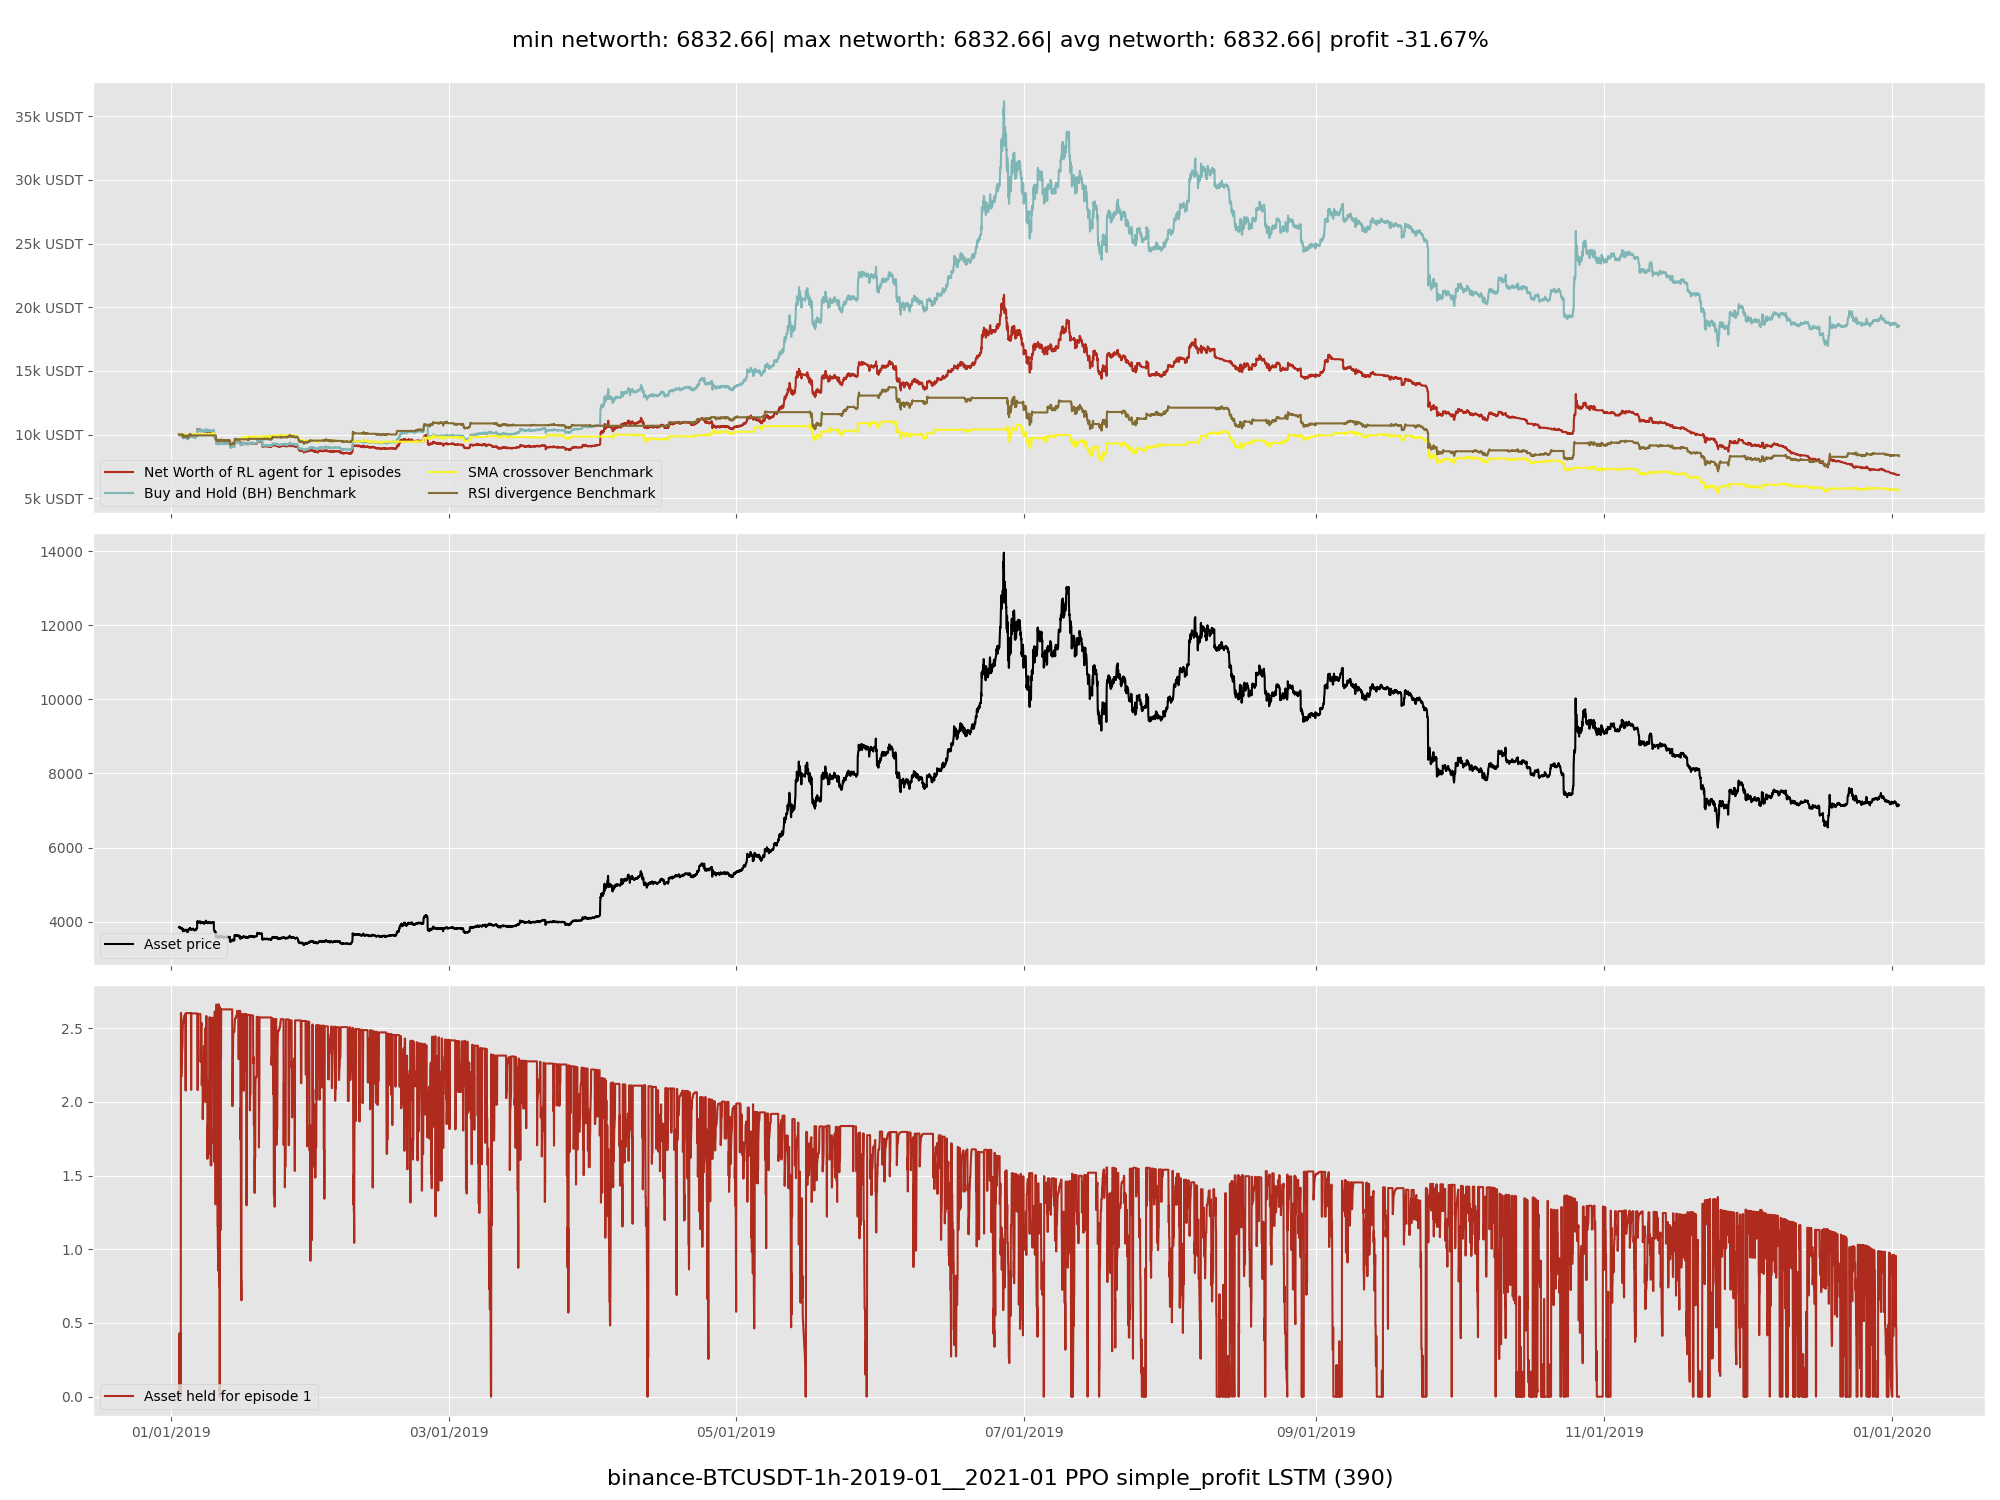 min networth: 6832.66| max networth: 6832.66| avg networth: 6832.66| profit -31.67%
35k USDT
30k USDT
25k USDT
20k USDT
15k USDT
10k USDT
5k USDT
Net Worth of RL agent for 1 episodes
Buy and Hold (BH) Benchmark
SMA crossover Benchmark
RSI divergence Benchmark
14000
12000
10000
8000
6000
4000
Asset price
2.5
2.0
1.5
1.0
0.5
0.0
Asset held for episode 1
01/01/2019
03/01/2019
05/01/2019
07/01/2019
09/01/2019
11/01/2019
01/01/2020
binance-BTCUSDT-1h-2019-01__2021-01 PPO simple_profit LSTM (390)